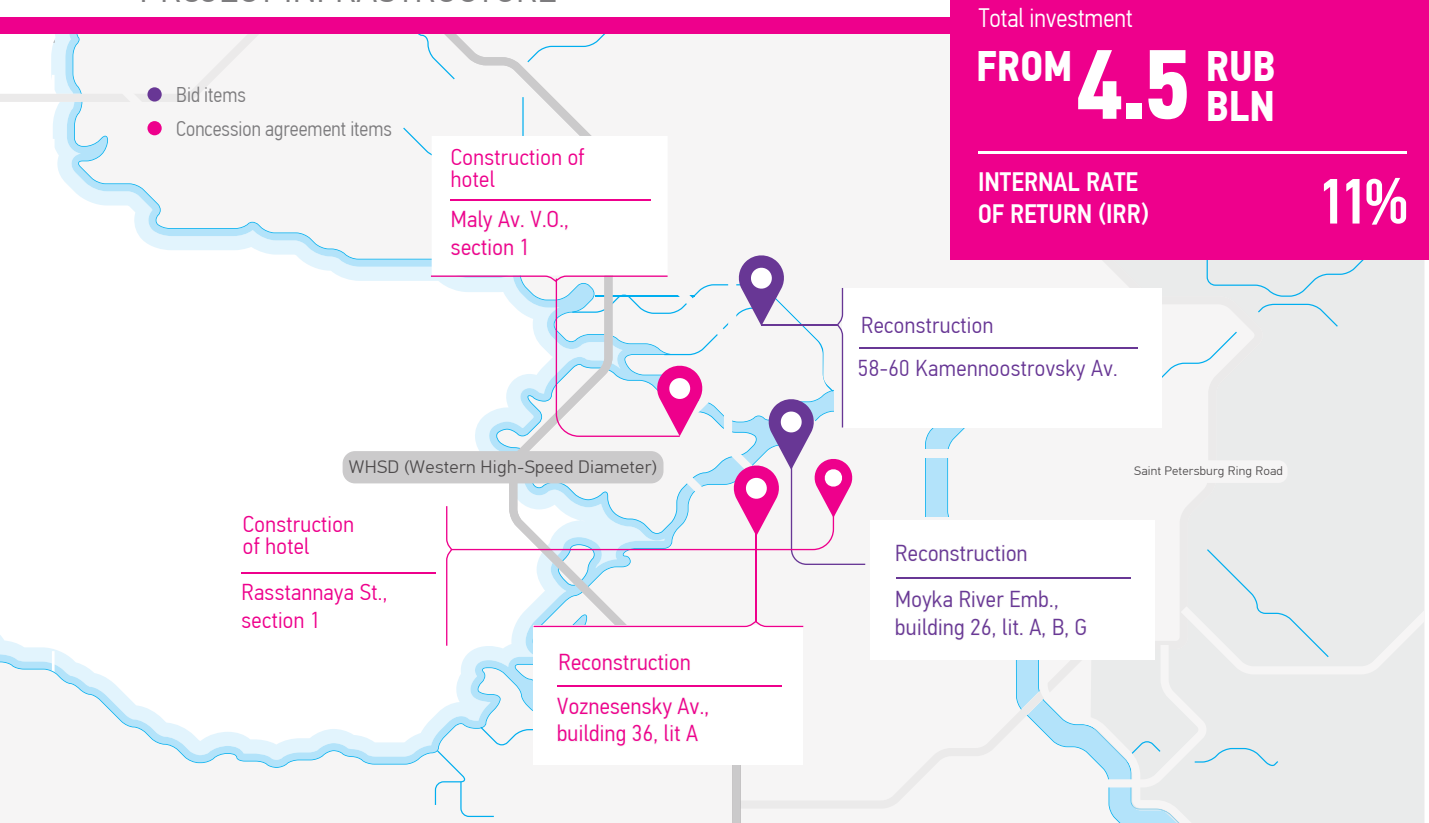 PROJECT INFRASTRUCTURE
Total investment
FROM 4.5 RUB
BLN
INTERNAL RATE
OF RETURN (IRR)
11%
Bid items
Concession agreement items
Construction of
hotel
Maly Av. V.O.,
section 1
Reconstruction
58-60 Kamennoostrovsky Av.
WHSD (Western High-Speed Diameter)
Saint Petersburg Ring Road
Construction
of hotel
Rasstannaya St.,
section 1
Reconstruction
Moyka River Emb.,
building 26, lit. A, B, G
Reconstruction
Voznesensky Av.,
building 36, lit A